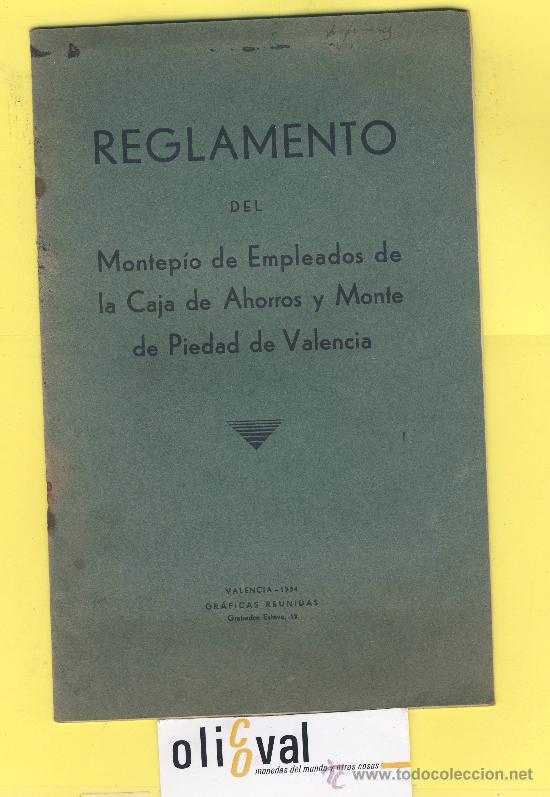 REGLAMENTO
DEL
Montepío de Empleados de
la Caja de Ahorros y Monte
de Piedad de Valencia
VALENCIA - 1934
GRÁFICAS REUNIDAS
Grabador Esteve, 19
olicoval
monedas del mundo y otras cosas
tc
www.todocoleccion.net